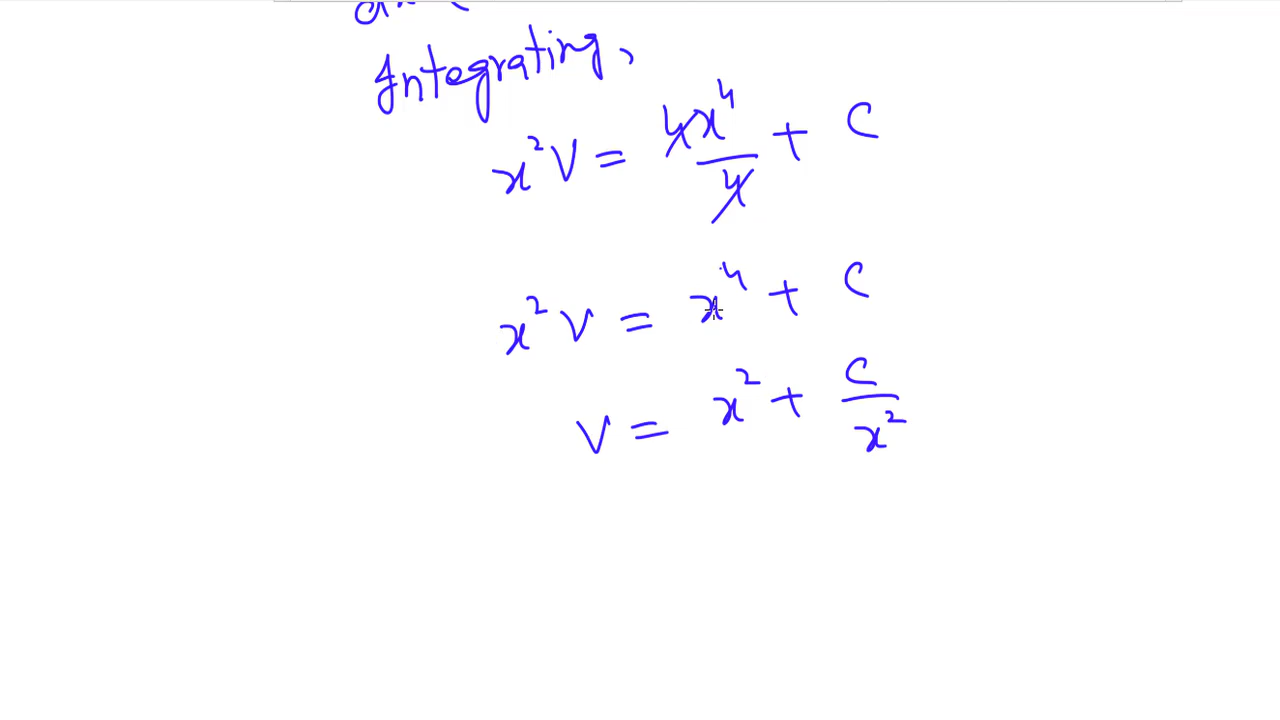 Integrating,
x²V = 4x⁴/4 + C
x²V = x⁴ + C
V = x² + C/x²